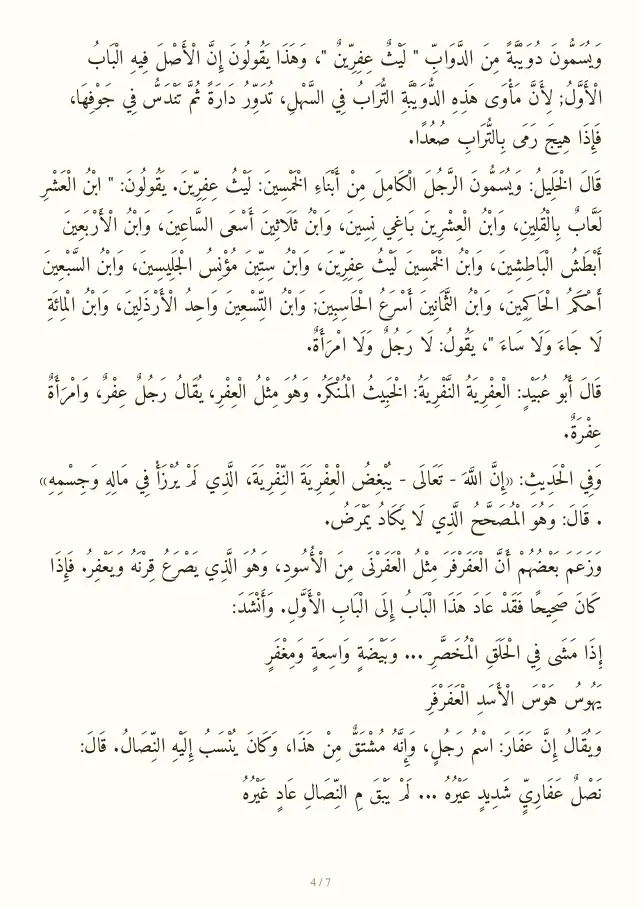 وَيُسَمُّونَ دُوَيْبَّةً مِنَ الدَّوَابِّ " لَيْثُ عِفِرِّينٌ "، وَهَذَا يَقُولُونَ إِنَّ الْأَصْلَ فِيهِ الْبَابُ
الْأَوَّلُ; لِأَنَّ مَأْوَى هَذِهِ الدُّوَيْبَّةِ التُّرَابُ فِي السَّهْلِ، تُدَوِّرُ دَارَةً ثُمَّ تَنْدَسُّ فِي جَوْفِهَا،
فَإِذَا هِيجَ رَمَى بِالتُّرَابِ صُعُدًا.
قَالَ الْخَلِيلُ: وَيُسَمُّونَ الرَّجُلَ الْكَامِلَ مِنْ أَبْنَاءِ الْخَمْسِينَ: لَيْثُ عِفِرِّينَ. يَقُولُونَ: " ابْنُ الْعَشْرِ
لَعَّابٌ بِالْقُلِينِ، وَابْنُ الْعِشْرِينَ بَاغِي نِسِينَ، وَابْنُ ثَلَاثِينَ أَسْعَى السَّاعِينَ، وَابْنُ الْأَرْبَعِينَ
أَبْطَشُ الْبَاطِشِينَ، وَابْنُ الْخَمْسِينَ لَيْثُ عِفِرِّينَ، وَابْنُ سِتِّينَ مُؤْنِسُ الْجَلِيسِينَ، وَابْنُ السَّبْعِينَ
أَحْكَمُ الْحَاكِمِينَ، وَابْنُ الثَّمَانِينَ أَسْرَعُ الْحَاسِبِينَ; وَابْنُ التِّسْعِينَ وَاحِدُ الْأَرْذَلِينَ، وَابْنُ الْمِائَةِ
لَا جَاءَ وَلَا سَاءَ "، يَقُولُ: لَا رَجُلٌ وَلَا امْرَأَةٌ.
قَالَ أَبُو عُبَيْدٍ: الْعِفْرِيَةُ النَّفْرِيَةُ: الْخَبِيثُ الْمُنْكَرُ. وَهُوَ مِثْلُ الْعِفْرِ، يُقَالُ رَجُلٌ عِفْرٌ، وَامْرَأَةٌ
عِفْرَةٌ.
وَفِي الْحَدِيثِ: «إِنَّ اللَّهَ - تَعَالَى - يُبْغِضُ الْعِفْرِيَةَ النِّفْرِيَةَ، الَّذِي لَمْ يُرْزَأْ فِي مَالِهِ وَجِسْمِهِ»
. قَالَ: وَهُوَ الْمُصَحَّحُ الَّذِي لَا يَكَادُ يَمْرَضُ.
وَزَعَمَ بَعْضُهُمْ أَنَّ الْعَفَرْفَرَ مِثْلُ الْعَفَرْنَى مِنَ الْأُسُودِ، وَهُوَ الَّذِي يَصْرَعُ قِرْنَهُ وَيَعْفِرُ. فَإِذَا
كَانَ صَحِيحًا فَقَدْ عَادَ هَذَا الْبَابُ إِلَى الْبَابِ الْأَوَّلِ. وَأَنْشَدَ:
إِذَا مَشَى فِي الْحَلَقِ الْمُخَصَّرِ ... وَبَيْضَةٍ وَاسِعَةٍ وَمِغْفَرٍ
يَهُوسُ هَوْسَ الْأَسَدِ الْعَفَرْفَرِ
وَيُقَالُ إِنَّ عَفَارَ: اسْمُ رَجُلٍ، وَإِنَّهُ مُشْتَقٌّ مِنْ هَذَا، وَكَانَ يُنْسَبُ إِلَيْهِ النِّصَالُ. قَالَ:
نَصْلٌ عَفَارِيٍّ شَدِيدٍ عَيْرُهُ ... لَمْ يَبْقَ مِ النِّصَالِ عَادٍ غَيْرُهُ
4 / 7